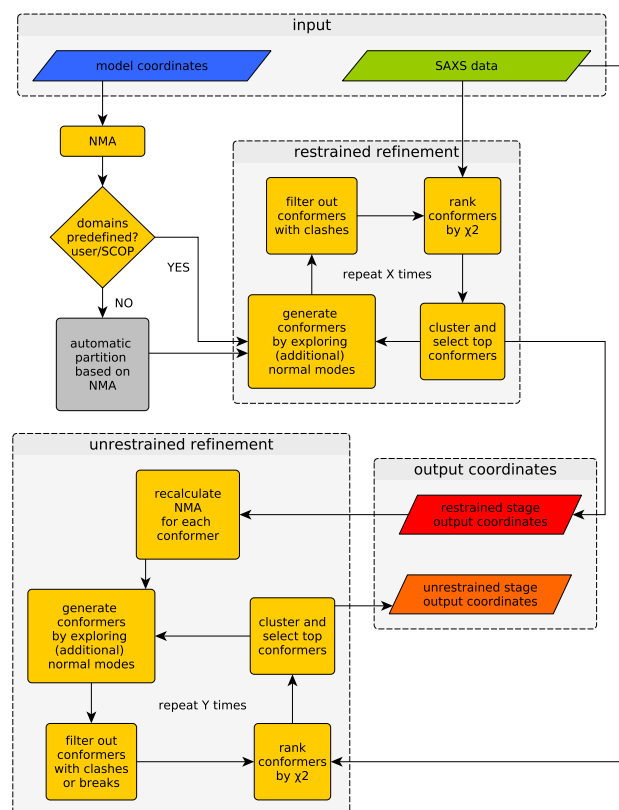 input
model coordinates
SAXS data
NMA
domains
predefined?
user/SCOP
YES
NO
automatic
partition
based on
NMA
restrained refinement
filter out
conformers
with clashes
rank
conformers
by χ2
repeat X times
generate
conformers
by exploring
(additional)
normal modes
cluster and
select top
conformers
unrestrained refinement
recalculate
NMA
for each
conformer
generate
conformers
by exploring
(additional)
normal modes
cluster and
select top
conformers
repeat Y times
filter out
conformers
with clashes
or breaks
rank
conformers
by χ2
output coordinates
restrained stage
output coordinates
unrestrained stage
output coordinates